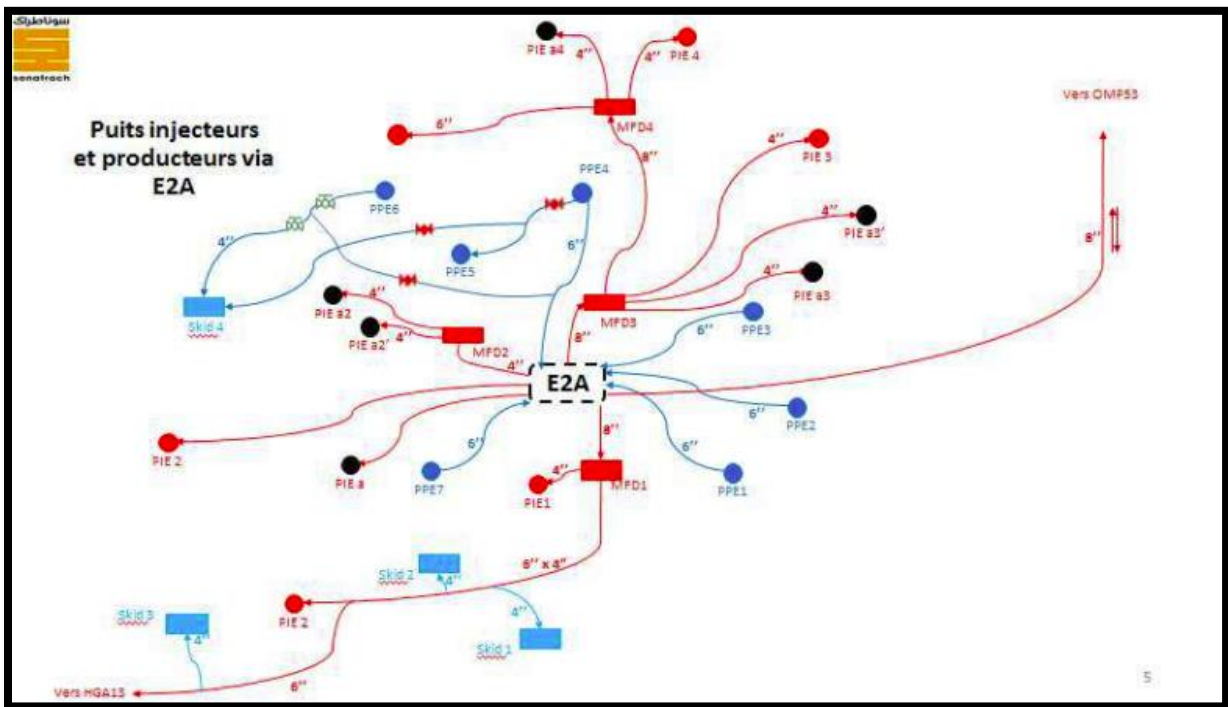 سوناطراك
sonatrach
Puits injecteurs
et producteurs via
E2A
PIE a4
4’’
4’’
PIE 4
Vers OMP53
6’’
MFD4
8’’
4’’
PIE 3
PPE4
PPE6
4’’
PIE a3’
4’’
6’’
PPE5
8’’
4’’
PIE a3
Skid 4
4’’
PIE a2
PIE a2’
4’’
MFD2
MFD3
6’’
PPE3
8’’
4’’
E2A
6’’
PPE2
8’’
PIE 2
6’’
6’’
PIE a
PPE7
4’’
PIE1
MFD1
PPE1
6’’ x 4’’
Skid 2
4’’
PIE 2
4’’
Skid 3
4’’
Skid 1
Vers HGA13
6’’
5